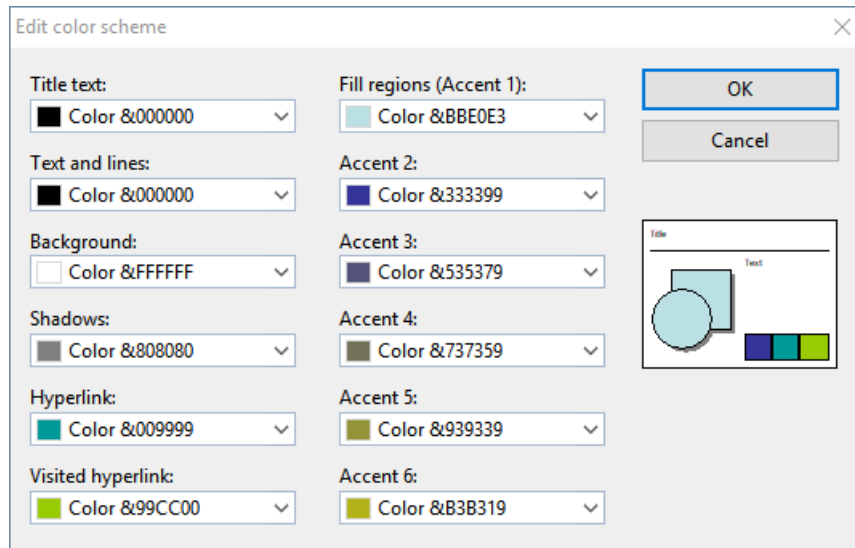 Edit color scheme
Title text:
Color &000000
Text and lines:
Color &000000
Background:
Color &FFFFFF
Shadows:
Color &808080
Hyperlink:
Color &009999
Visited hyperlink:
Color &99CC00
Fill regions (Accent 1):
Color &BBE0E3
Accent 2:
Color &333399
Accent 3:
Color &535379
Accent 4:
Color &737359
Accent 5:
Color &939339
Accent 6:
Color &B3B319
OK
Cancel
Title
Text